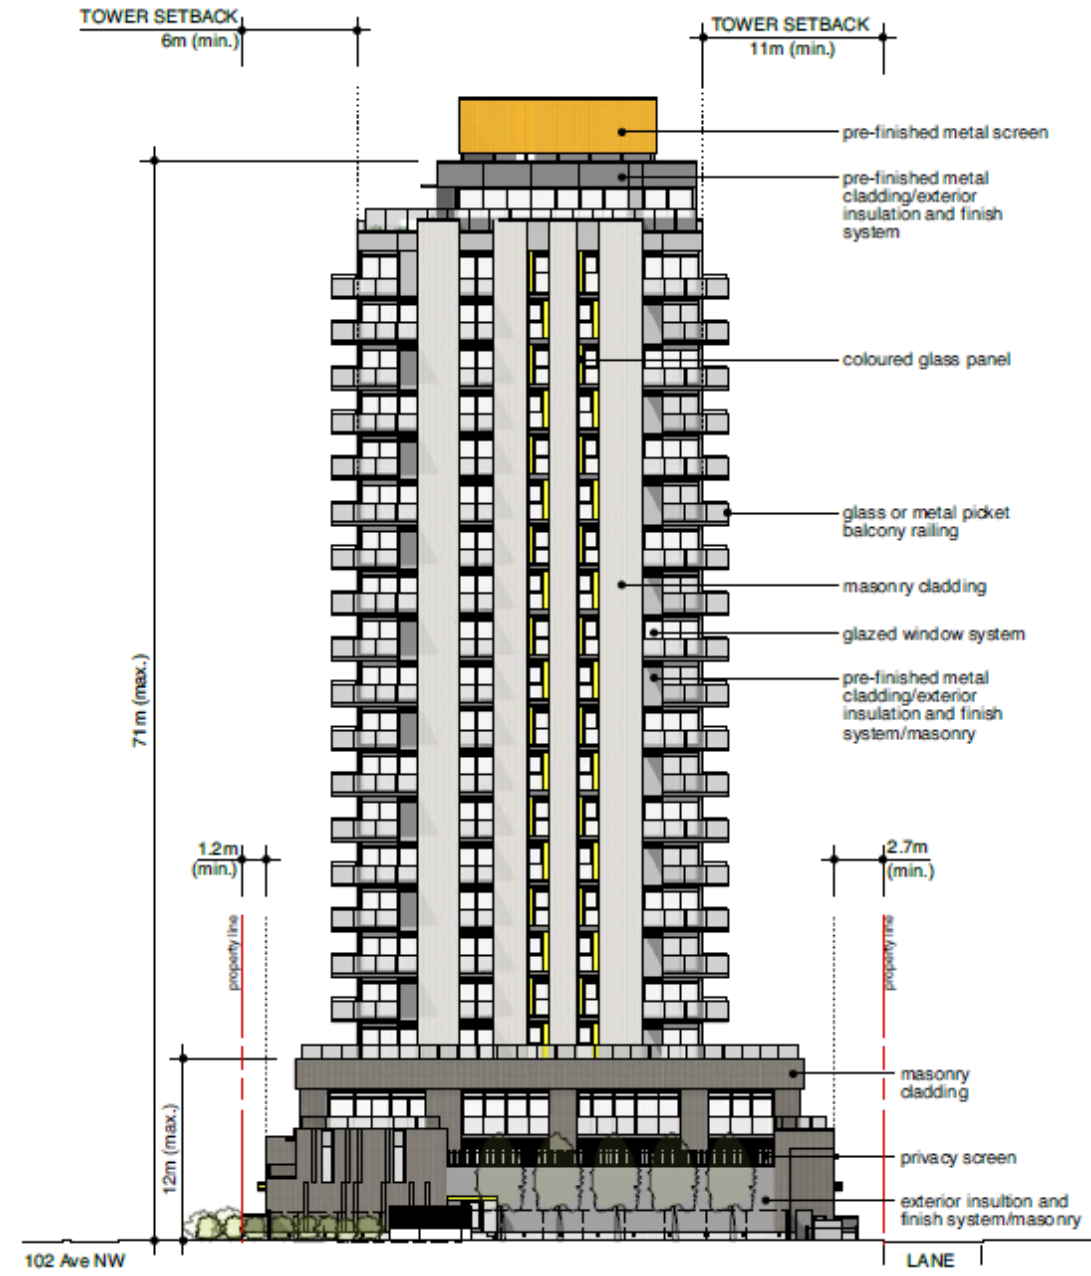 TOWER SETBACK
6m (min.)
TOWER SETBACK
11m (min.)
pre-finished metal screen
pre-finished metal
cladding/exterior
insulation and finish
system
coloured glass panel
glass or metal picket
balcony railing
masonry cladding
glazed window system
pre-finished metal
cladding/exterior
insulation and finish
system/masonry
71m (max.)
1.2m
(min.)
2.7m
(min.)
property line
property line
masonry
cladding
12m (max.)
privacy screen
exterior insultion and
finish system/masonry
102 Ave NW
LANE